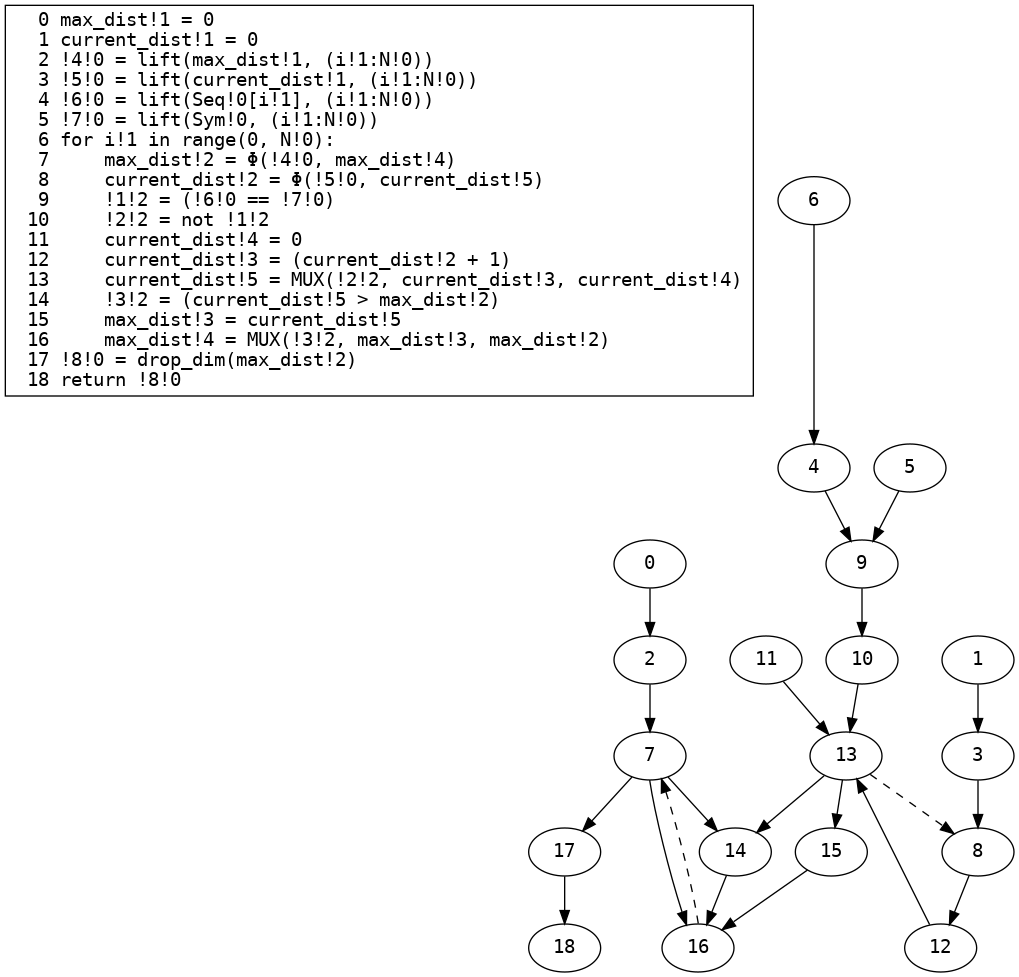 0 max_dist!1 = 0
1 current_dist!1 = 0
2 !4!0 = lift(max_dist!1, (i!1:N!0))
3 !5!0 = lift(current_dist!1, (i!1:N!0))
4 !6!0 = lift(Seq!0[i!1], (i!1:N!0))
5 !7!0 = lift(Sym!0, (i!1:N!0))
6 for i!1 in range(0, N!0):
7     max_dist!2 = Φ(!4!0, max_dist!4)
8     current_dist!2 = Φ(!5!0, current_dist!5)
9     !1!2 = (!6!0 == !7!0)
10     !2!2 = not !1!2
11     current_dist!4 = 0
12     current_dist!3 = (current_dist!2 + 1)
13     current_dist!5 = MUX(!2!2, current_dist!3, current_dist!4)
14     !3!2 = (current_dist!5 > max_dist!2)
15     max_dist!3 = current_dist!5
16     max_dist!4 = MUX(!3!2, max_dist!3, max_dist!2)
17 !8!0 = drop_dim(max_dist!2)
18 return !8!0
6
4 5
0 9
2 11 10 1
7 13 3
17 14 15 8
18 16 12